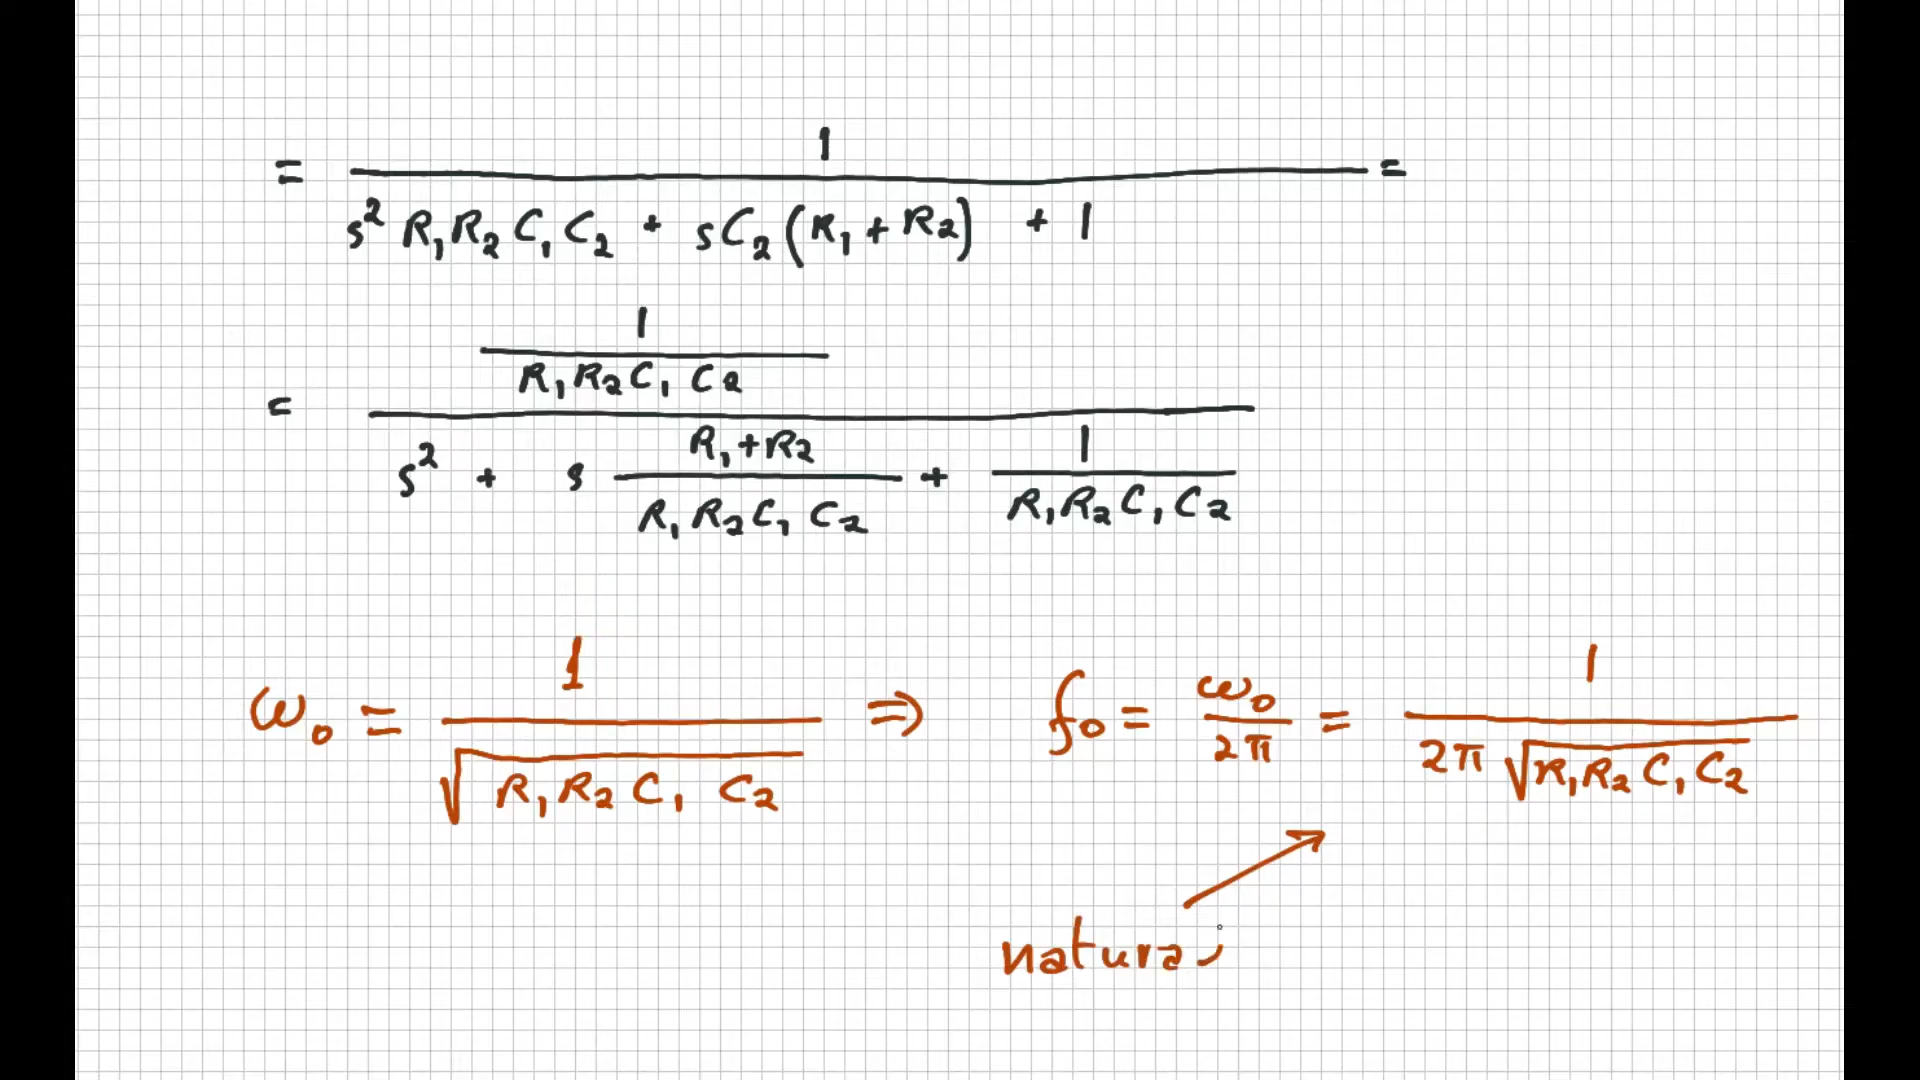 = 1 / (s² R₁R₂C₁C₂ + sC₂(R₁+R₂) + 1) =
= (1 / (R₁R₂C₁C₂)) / (s² + s (R₁+R₂) / (R₁R₂C₁C₂) + 1 / (R₁R₂C₁C₂))
ω₀ = 1 / √(R₁R₂C₁C₂) ⇒ f₀ = ω₀ / 2π = 1 / (2π √(R₁R₂C₁C₂))
natura